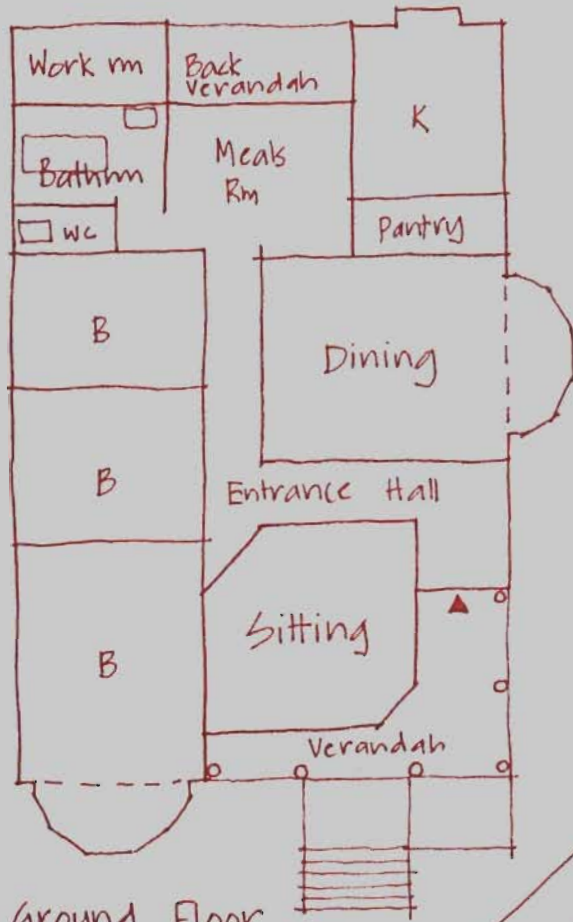 Work rm
Back
Verandah
K
Bathrm
Meals
Rm
WC
Pantry
B
Dining
B
Entrance Hall
B
Sitting
Verandah
Ground Floor